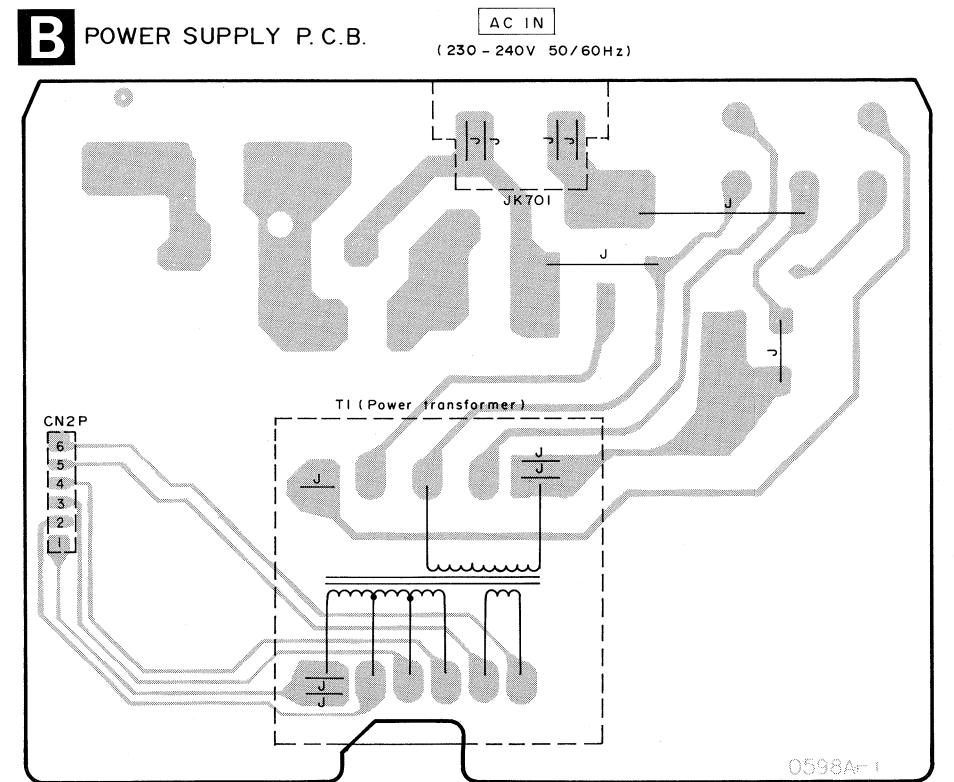 B POWER SUPPLY P.C.B.
AC IN
(230-240V 50/60Hz)
J J J J
JK701
J
J
J
T1 (Power transformer)
CN2P
6
5
4
3
2
1
J
J
J
J
J
0598A-1